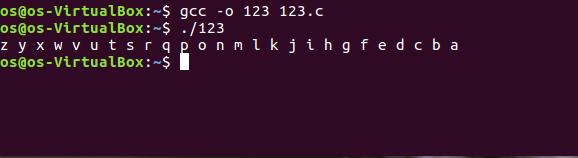 os@os-VirtualBox:~$ gcc -o 123 123.c
os@os-VirtualBox:~$ ./123
z y x w v u t s r q p o n m l k j i h g f e d c b a
os@os-VirtualBox:~$